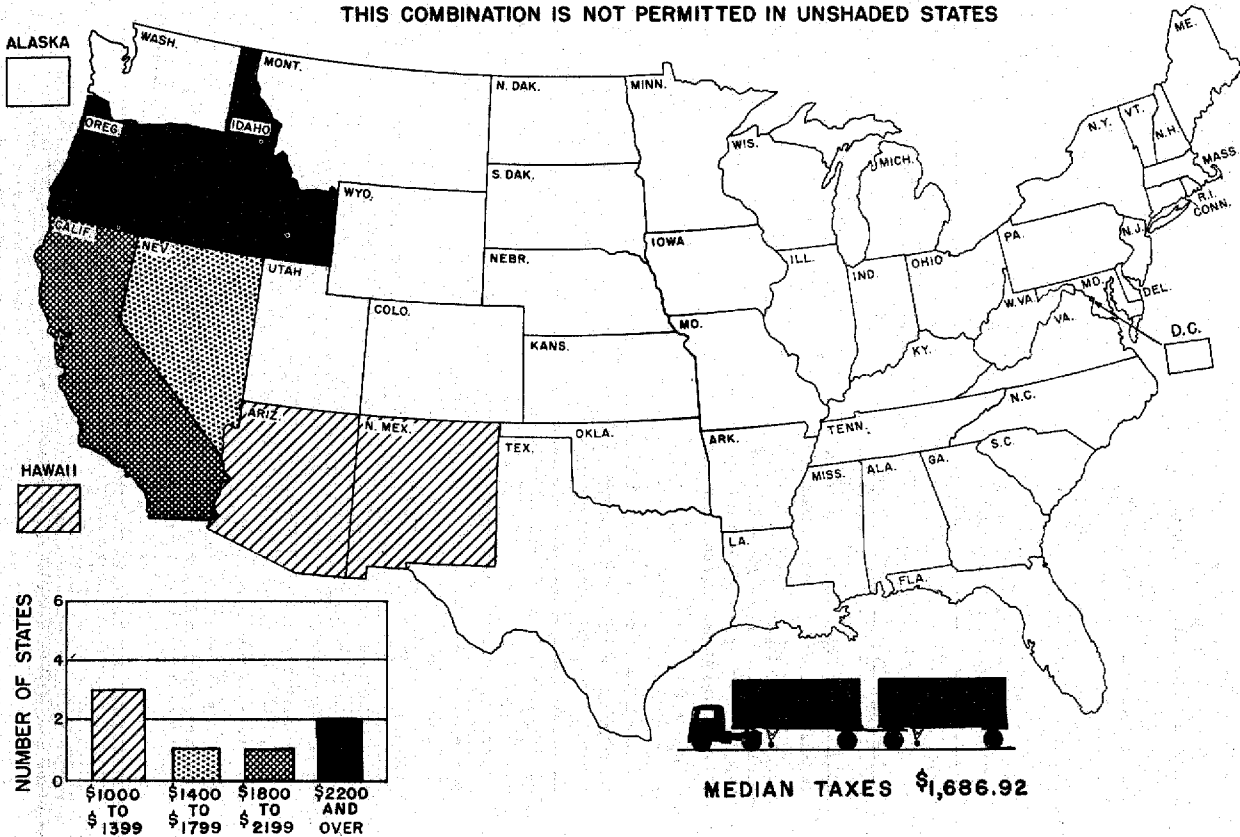 THIS COMBINATION IS NOT PERMITTED IN UNSHADED STATES
ALASKA
WASH.
MONT.
N. DAK.
MINN.
ME.
OREG.
IDAHO
WIS.
MICH.
N.Y.
VT.
N.H.
MASS.
R.I.
CONN.
S. DAK.
WYO.
CALIF.
NEV.
UTAH
NEBR.
IOWA
ILL.
IND.
OHIO
PA.
N.J.
MD.
DEL.
W.VA.
VA.
D.C.
COLO.
KANS.
MO.
KY.
ARIZ.
N. MEX.
TEX.
OKLA.
ARK.
TENN.
N.C.
S.C.
MISS.
ALA.
GA.
LA.
FLA.
HAWAII
NUMBER OF STATES
6
4
2
0
$1000
TO
$1399
$1400
TO
$1799
$1800
TO
$2199
$2200
AND
OVER
MEDIAN TAXES $1,686.92